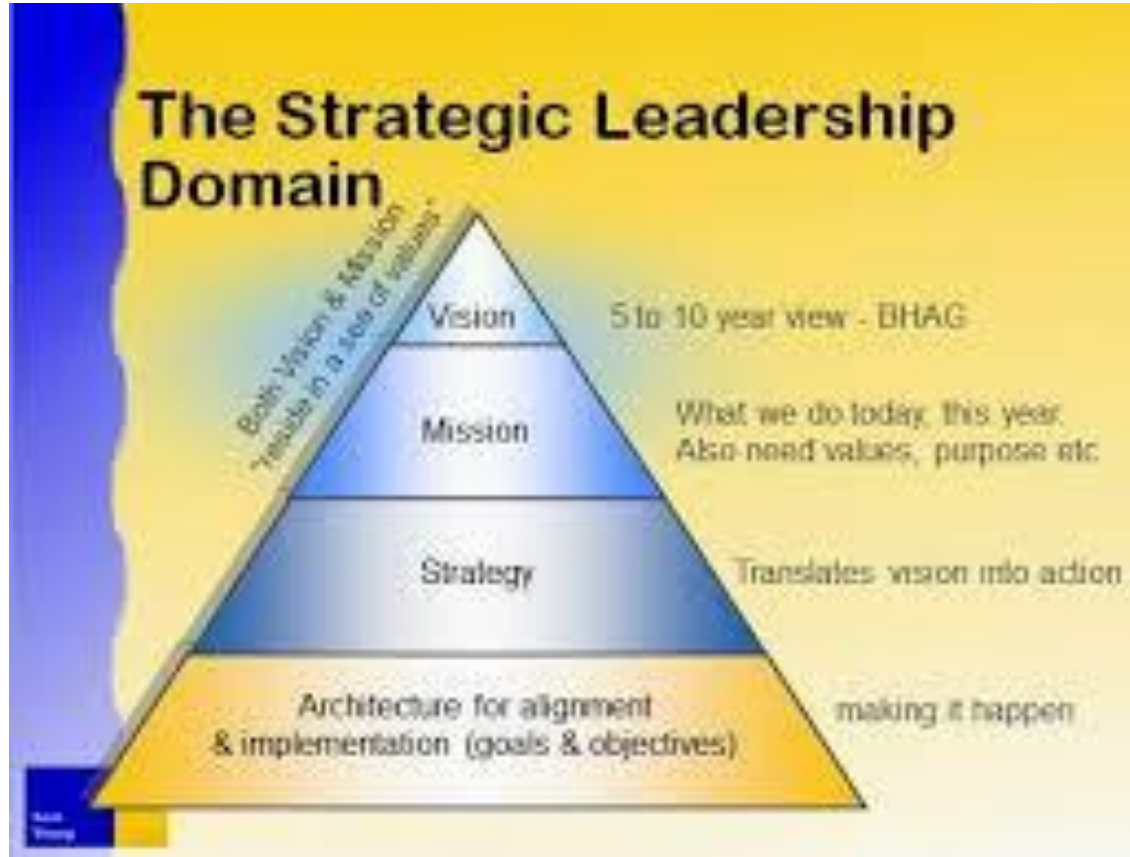 The Strategic Leadership
Domain
Both Vision & Mission
"reside in a sea of values"
Vision
5 to 10 year view - BHAG
Mission
What we do today, this year.
Also need values, purpose etc
Strategy
Translates vision into action
Architecture for alignment
& implementation (goals & objectives)
making it happen
Young